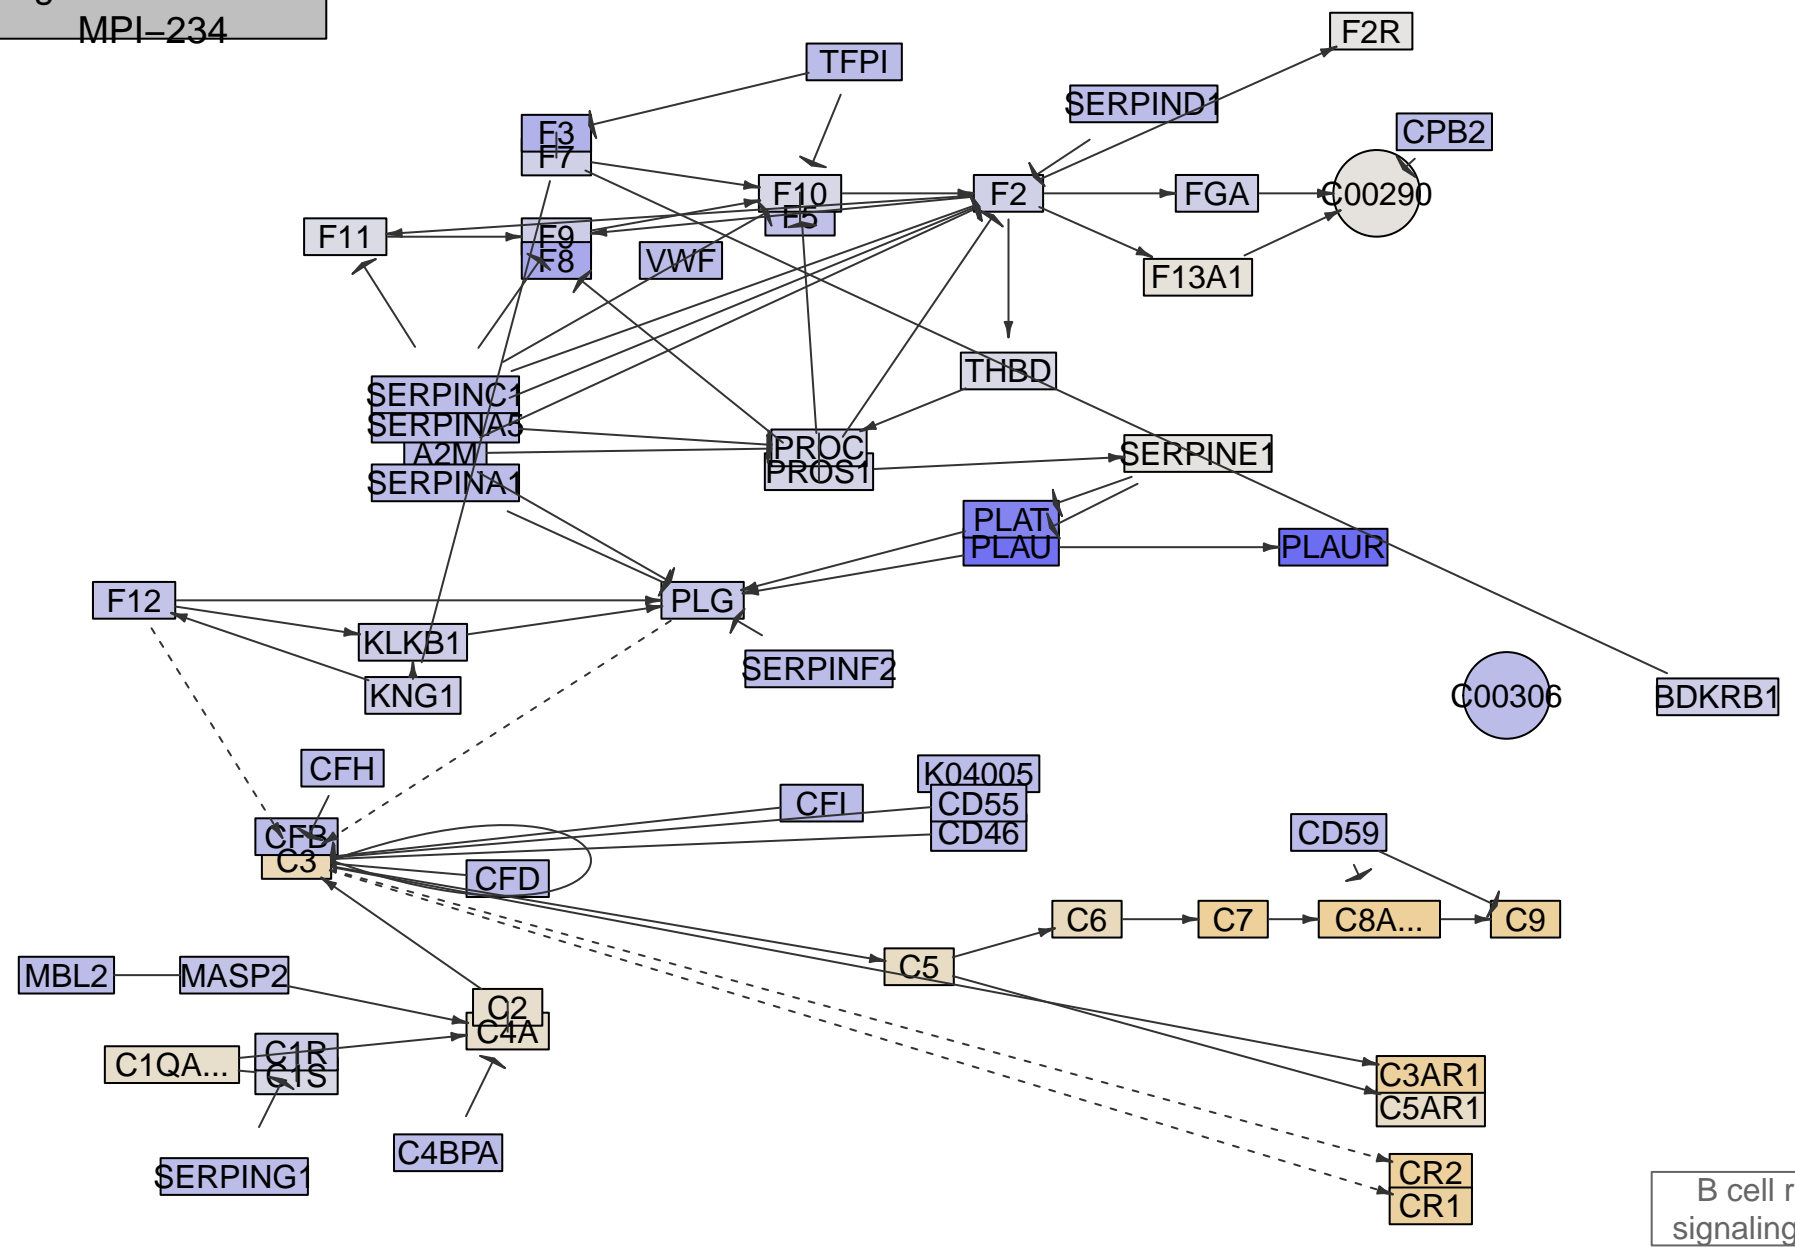 MPI−234
F2R
TFPI
SERPIND1
CPB2
F3
F7
F10
F5
F2
FGA
C00290
F11
F9
F8
VWF
F13A1
THBD
SERPINC1
SERPINA5
A2M
SERPINA1
PROC
PROS1
SERPINE1
PLAT
PLAU
PLAUR
F12
PLG
KLKB1
KNG1
SERPINF2
C00306
BDKRB1
CFH
K04005
CFI
CD55
CD46
CFB
C3
CFD
CD59
C6
C7
C8A...
C9
C5
MBL2
MASP2
C2
C4A
C1QA...
C1R
C1S
C3AR1
C5AR1
C4BPA
SERPING1
CR2
CR1
B cell r
signaling